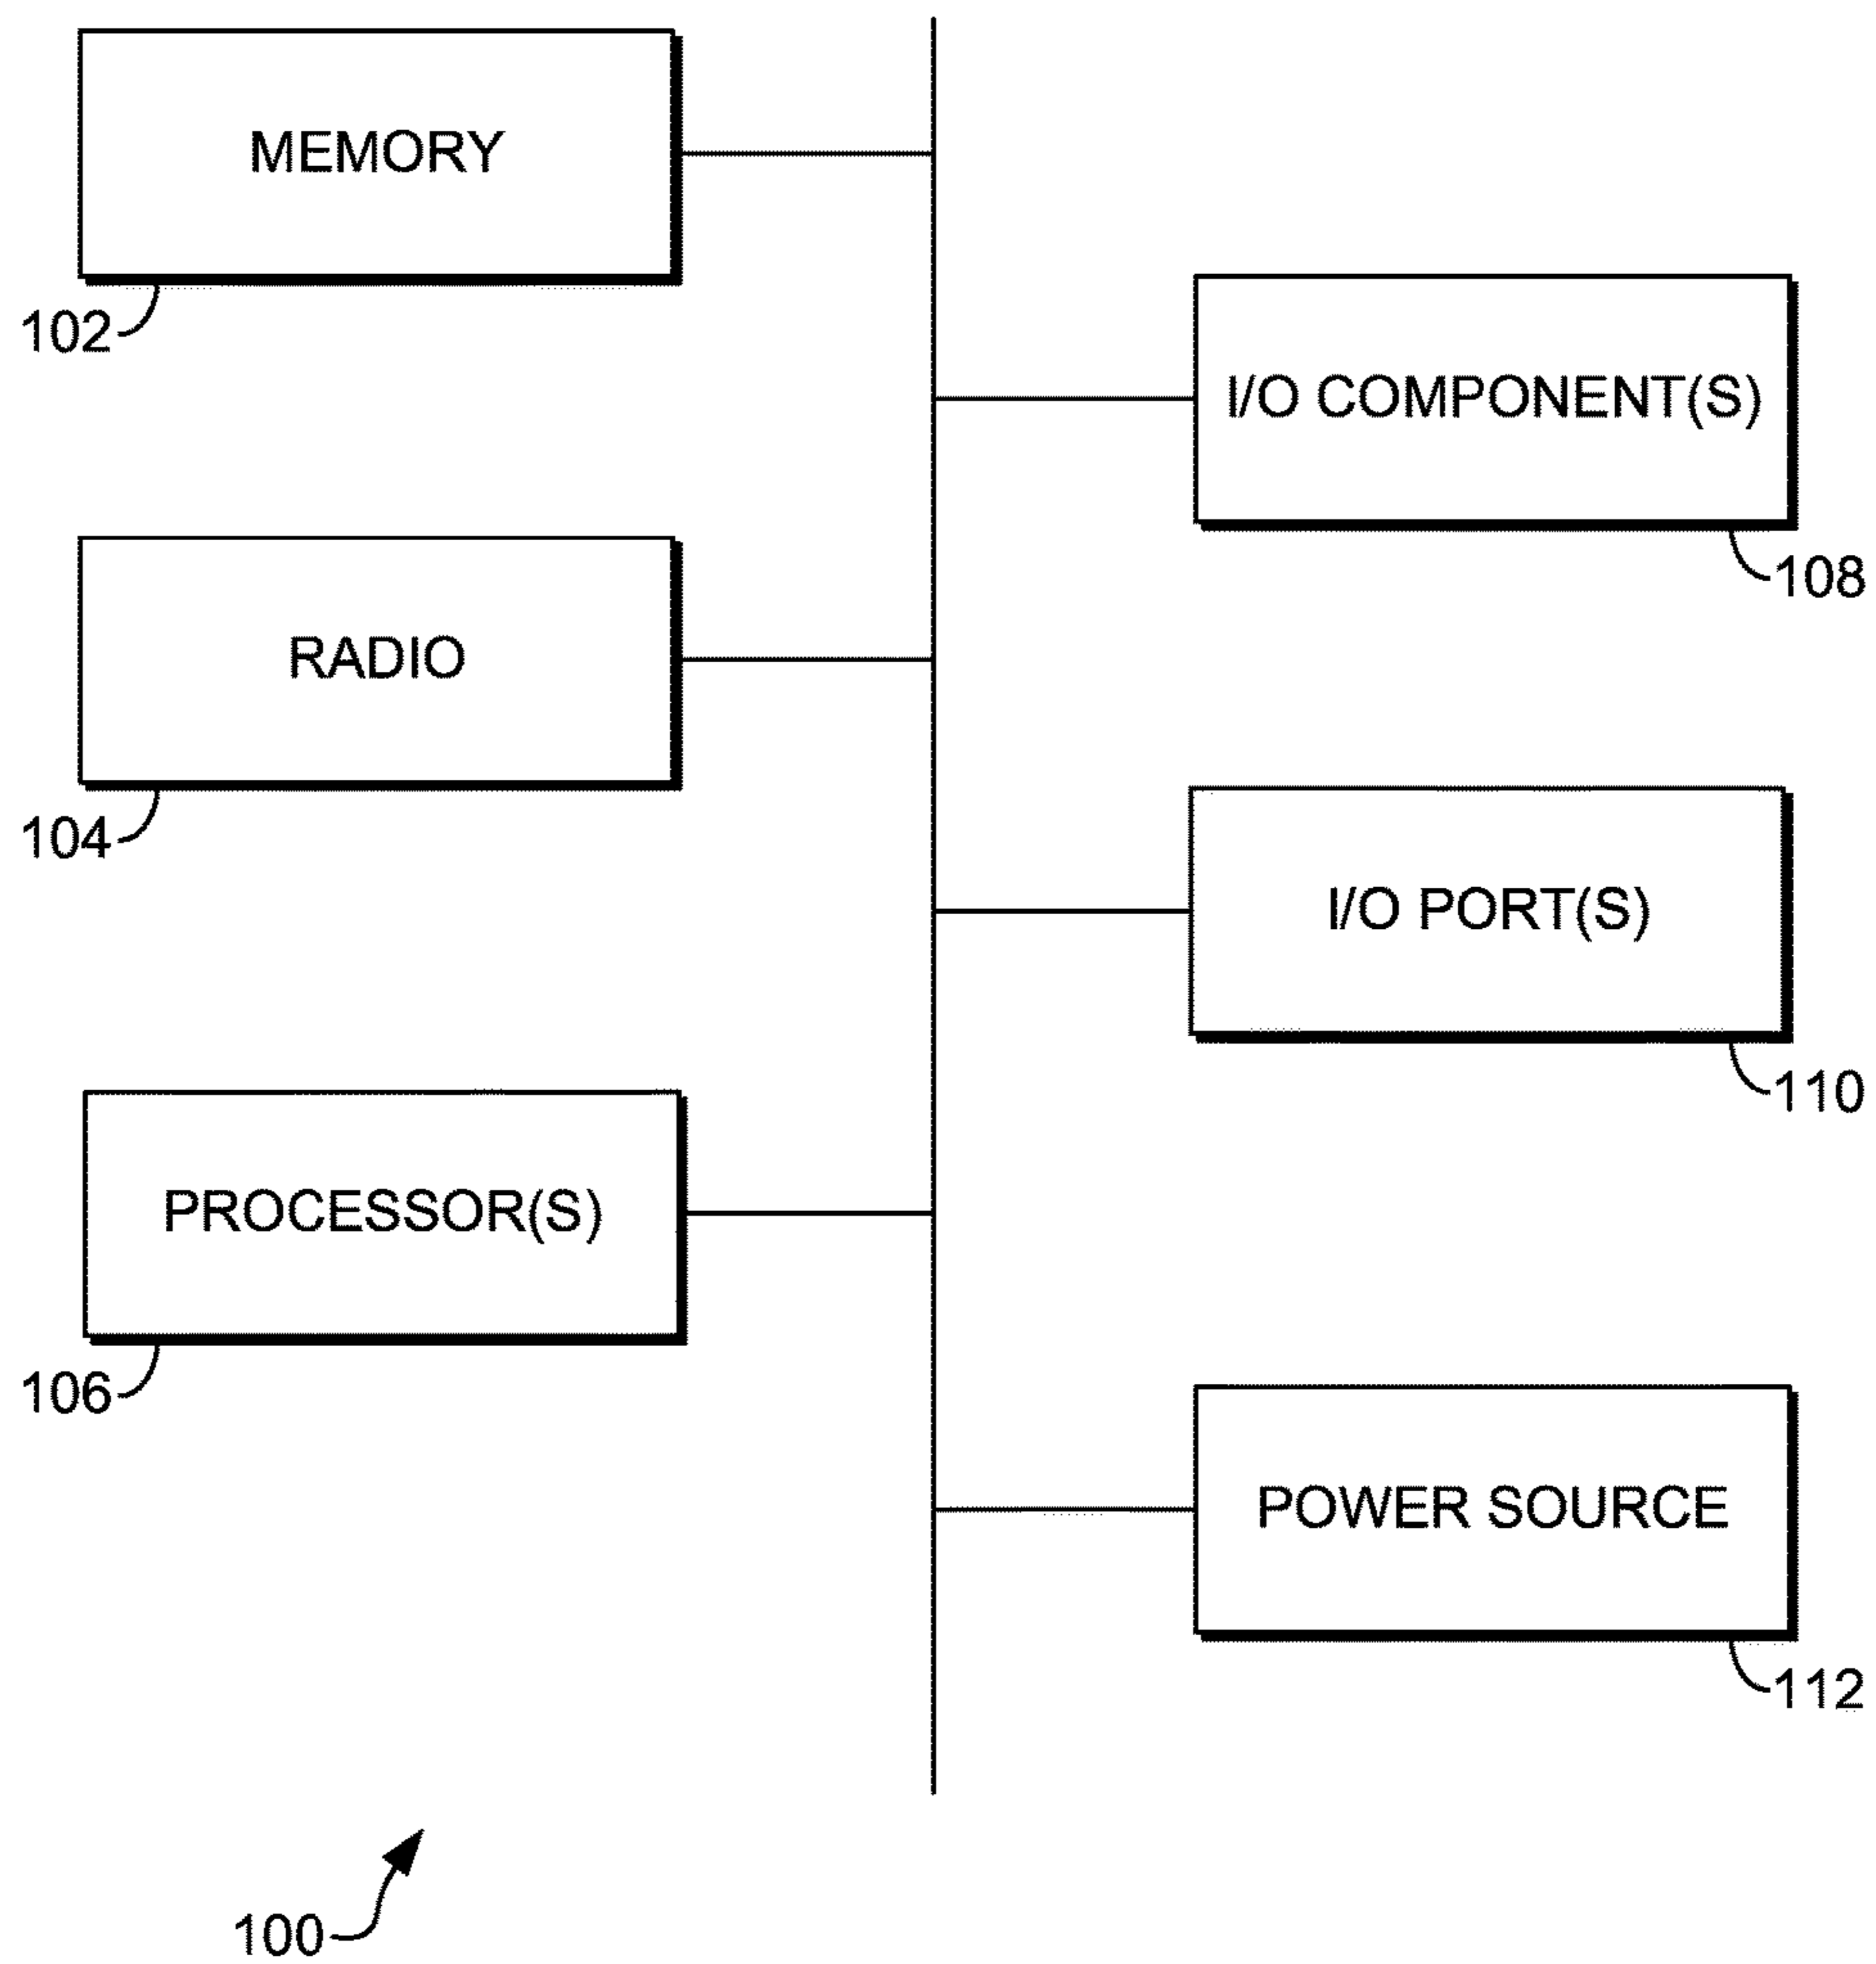 MEMORY
102
I/O COMPONENT(S)
108
RADIO
104
I/O PORT(S)
110
PROCESSOR(S)
106
POWER SOURCE
112
100